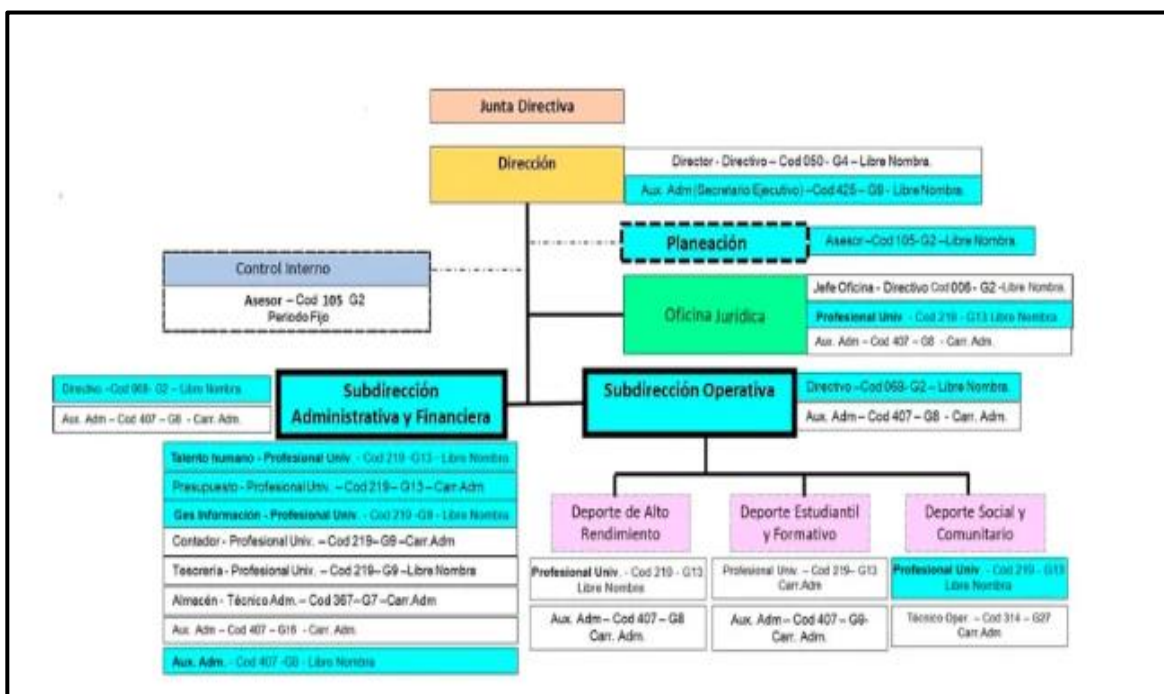 Junta Directiva
Dirección
Director - Directivo – Cod 050 - G4 – Libre Nombra.
Aux. Adm (Secretario Ejecutivo) –Cod 425 – G9 - Libre Nombra.
Planeación
Asesor –Cod 105-G2 –Libre Nombra.
Control Interno
Asesor – Cod 105 G2
Periodo Fijo
Oficina Jurídica
Jefe Oficina - Directivo Cod 006 - G2 -Libre Nombra.
Profesional Univ. - Cod 219 - G13 Libre Nombra
Aux. Adm – Cod 407 – G8 - Carr. Adm.
Directivo –Cod 068- G2 – Libre Nombra
Aux. Adm – Cod 407 – G8 - Carr. Adm.
Subdirección
Administrativa y Financiera
Subdirección Operativa
Directivo –Cod 068- G2 – Libre Nombra.
Aux. Adm – Cod 407 – G8 - Carr. Adm.
Talento humano - Profesional Univ. - Cod 219 -G13 - Libre Nombra
Presupuesto - Profesional Univ. – Cod 219– G13 – Carr.Adm
Ges Información - Profesional Univ. - Cod 219 -G9 - Libre Nombra
Contador - Profesional Univ. – Cod 219– G9 –Carr.Adm
Tesorería - Profesional Univ. – Cod 219– G9 –Libre Nombra
Almacén - Técnico Adm. – Cod 367– G7 –Carr.Adm
Aux. Adm – Cod 407 – G16 - Carr. Adm.
Aux. Adm. - Cod 407 - - Libre Nombra
Deporte de Alto
Rendimiento
Profesional Univ. - Cod 219 - G13
Libre Nombra
Aux. Adm – Cod 407 – G8
Carr. Adm.
Deporte Estudiantil
y Formativo
Profesional Univ. – Cod 219– G13
Carr.Adm
Aux. Adm – Cod 407 – G9-
Carr. Adm.
Deporte Social y
Comunitario
Profesional Univ. - Cod 219 - G13
Libre Nombra
Técnico Oper. – Cod 314 –
Carr.Adm